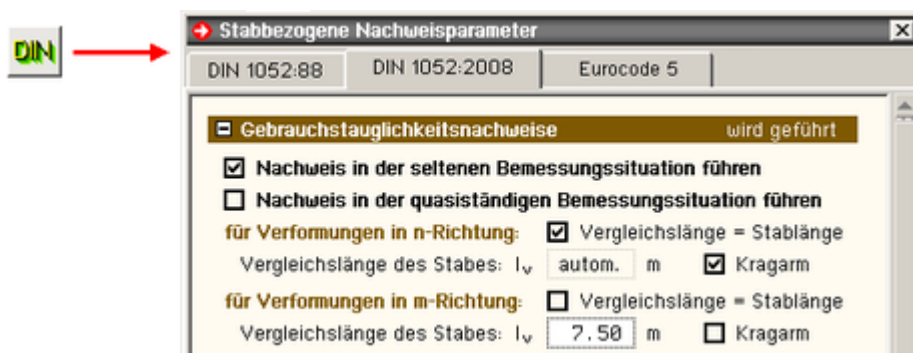 DIN
Stabbezogene Nachweisparameter
DIN 1052:88 DIN 1052:2008 Eurocode 5
Gebrauchstauglichkeitsnachweise wird geführt
Nachweis in der seltenen Bemessungssituation führen
Nachweis in der quasiständigen Bemessungssituation führen
für Verformungen in n-Richtung: Vergleichslänge = Stablänge
Vergleichslänge des Stabes: lv autom. m Kragarm
für Verformungen in m-Richtung: Vergleichslänge = Stablänge
Vergleichslänge des Stabes: lv 7.50 m Kragarm